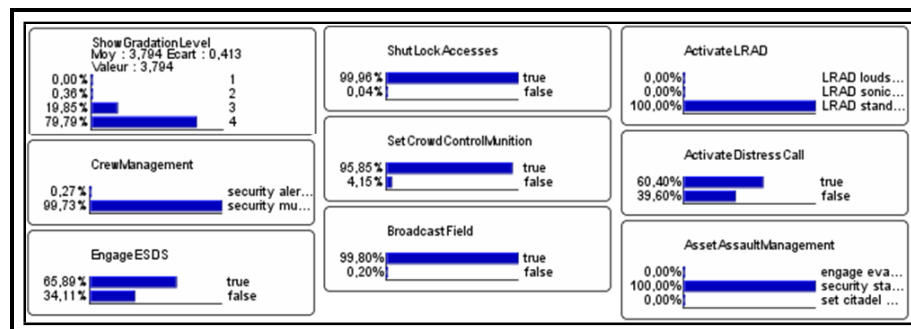 ShowGradationLevel
Moy : 3,794 Ecart : 0,413
Valeur : 3,794
0,00% 1
0,36% 2
19,85% 3
79,79% 4
CrewManagement
0,27% security aler...
99,73% security mu...
EngageESDS
65,89% true
34,11% false
ShutLockAccesses
99,96% true
0,04% false
SetCrowdControlMunition
95,85% true
4,15% false
BroadcastField
99,80% true
0,20% false
ActivateLRAD
0,00% LRAD louds...
0,00% LRAD sonic...
100,00% LRAD stand...
ActivateDistressCall
60,40% true
39,60% false
AssetAssaultManagement
0,00% engage eva...
100,00% security sta...
0,00% set citadel ...